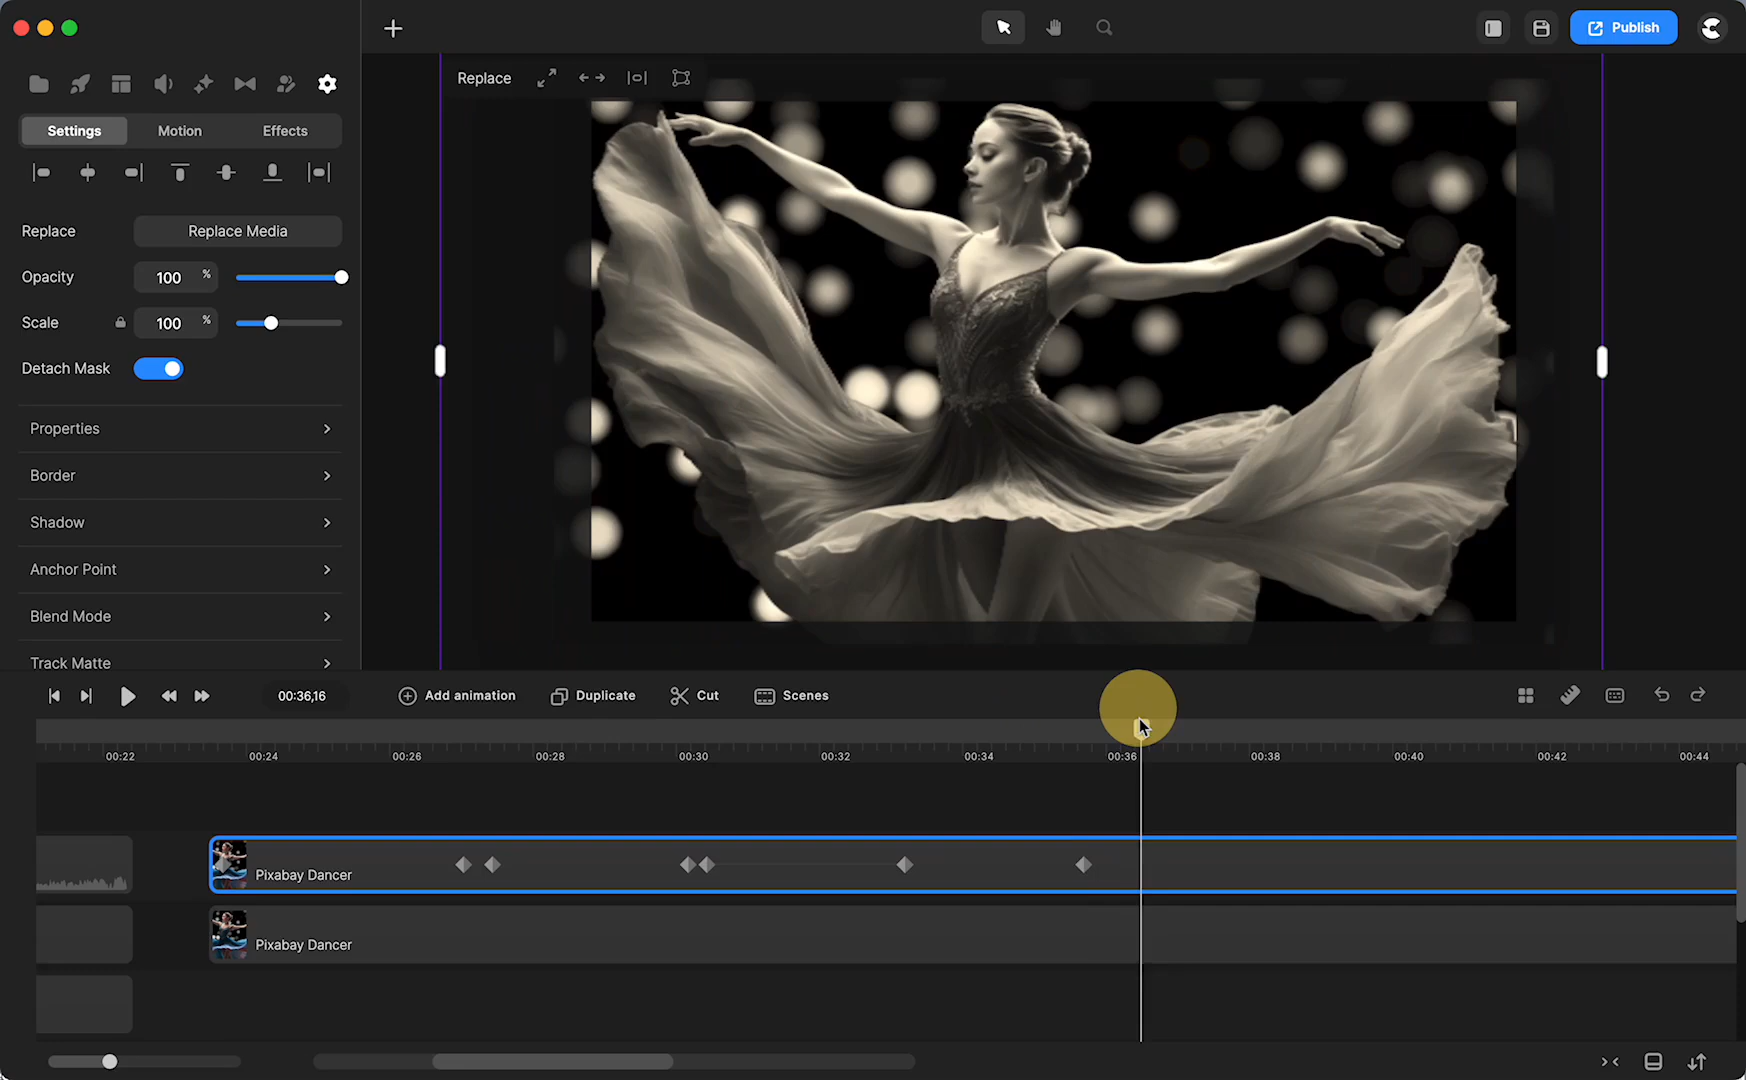 Publish
Replace
Settings Motion Effects
Replace Replace Media
Opacity 100 %
Scale 100 %
Detach Mask
Properties
Border
Shadow
Anchor Point
Blend Mode
Track Matte
00:36,16 Add animation Duplicate Cut Scenes
00:22 00:24 00:26 00:28 00:30 00:32 00:34 00:36 00:38 00:40 00:42 00:44
Pixabay Dancer
Pixabay Dancer